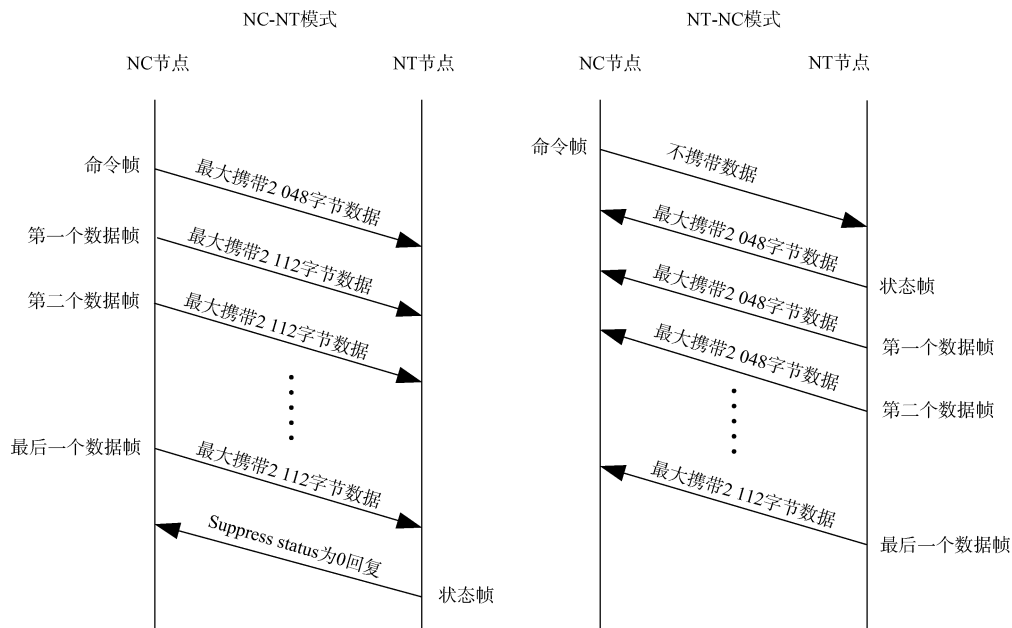 NC-NT模式
NC节点
NT节点
命令帧
最大携带2 048字节数据
第一个数据帧
最大携带2 112字节数据
第二个数据帧
最大携带2 112字节数据
最后一个数据帧
最大携带2 112字节数据
Suppress status为0回复
状态帧
NT-NC模式
NC节点
NT节点
命令帧
不携带数据
最大携带2 048字节数据
状态帧
最大携带2 048字节数据
第一个数据帧
最大携带2 048字节数据
第二个数据帧
最大携带2 112字节数据
最后一个数据帧